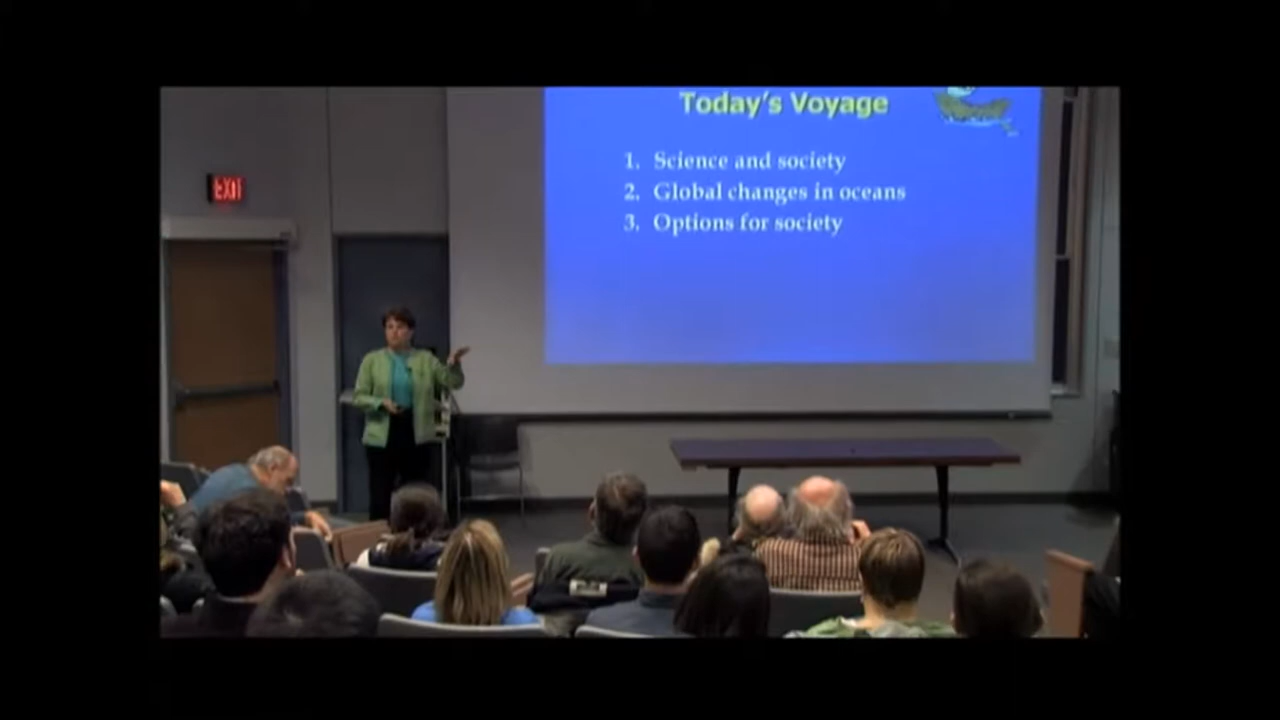 Today's Voyage
1. Science and society
2. Global changes in oceans
3. Options for society
EXIT